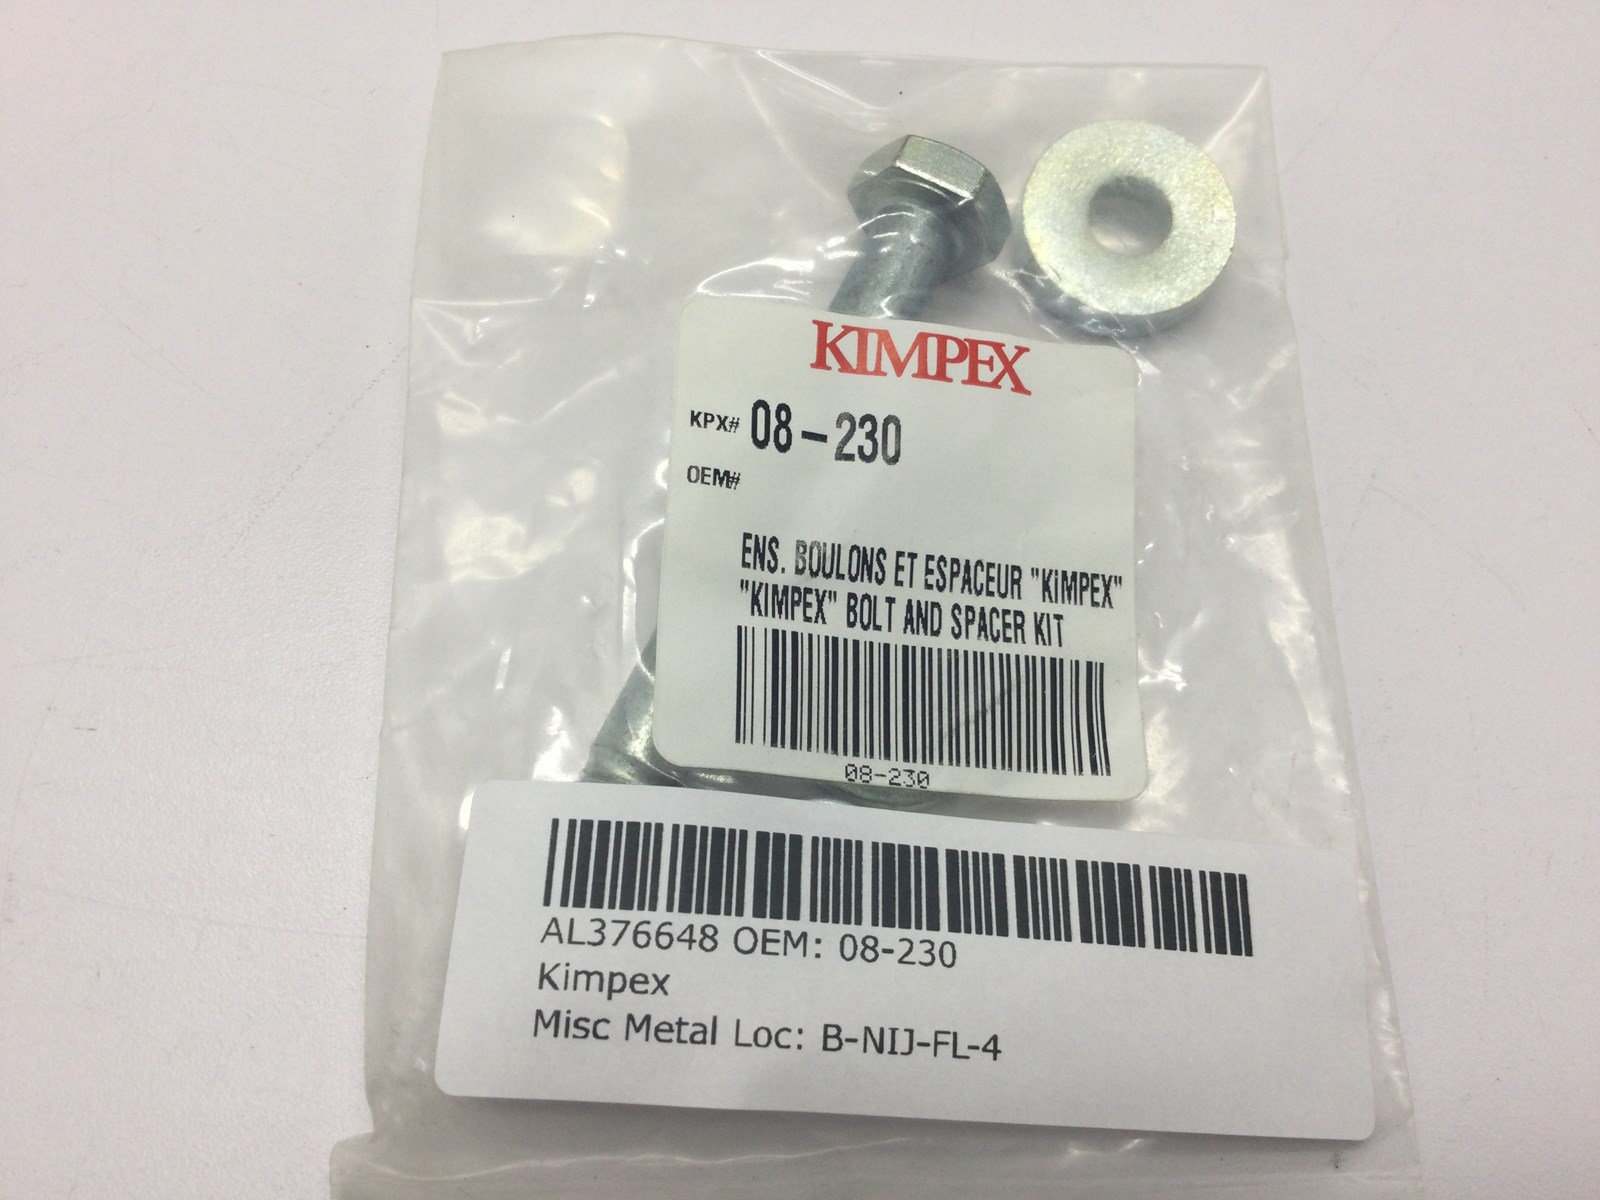 KIMPEX
KPX# 08-230
OEM#
ENS. BOULONS ET ESPACEUR "KiMPEX"
"KIMPEX" BOLT AND SPACER KIT
08-230
AL376648 OEM: 08-230
Kimpex
Misc Metal Loc: B-NIJ-FL-4